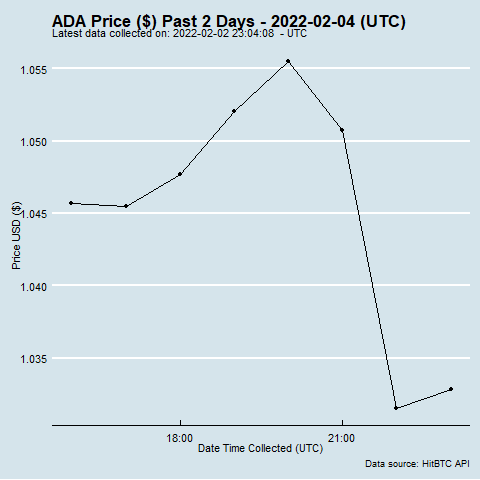 ADA Price ($) Past 2 Days - 2022-02-04 (UTC)
Latest data collected on: 2022-02-02 23:04:08 - UTC
1.055
1.050
1.045
1.040
1.035
Price USD ($)
18:00
21:00
Date Time Collected (UTC)
Data source: HitBTC API